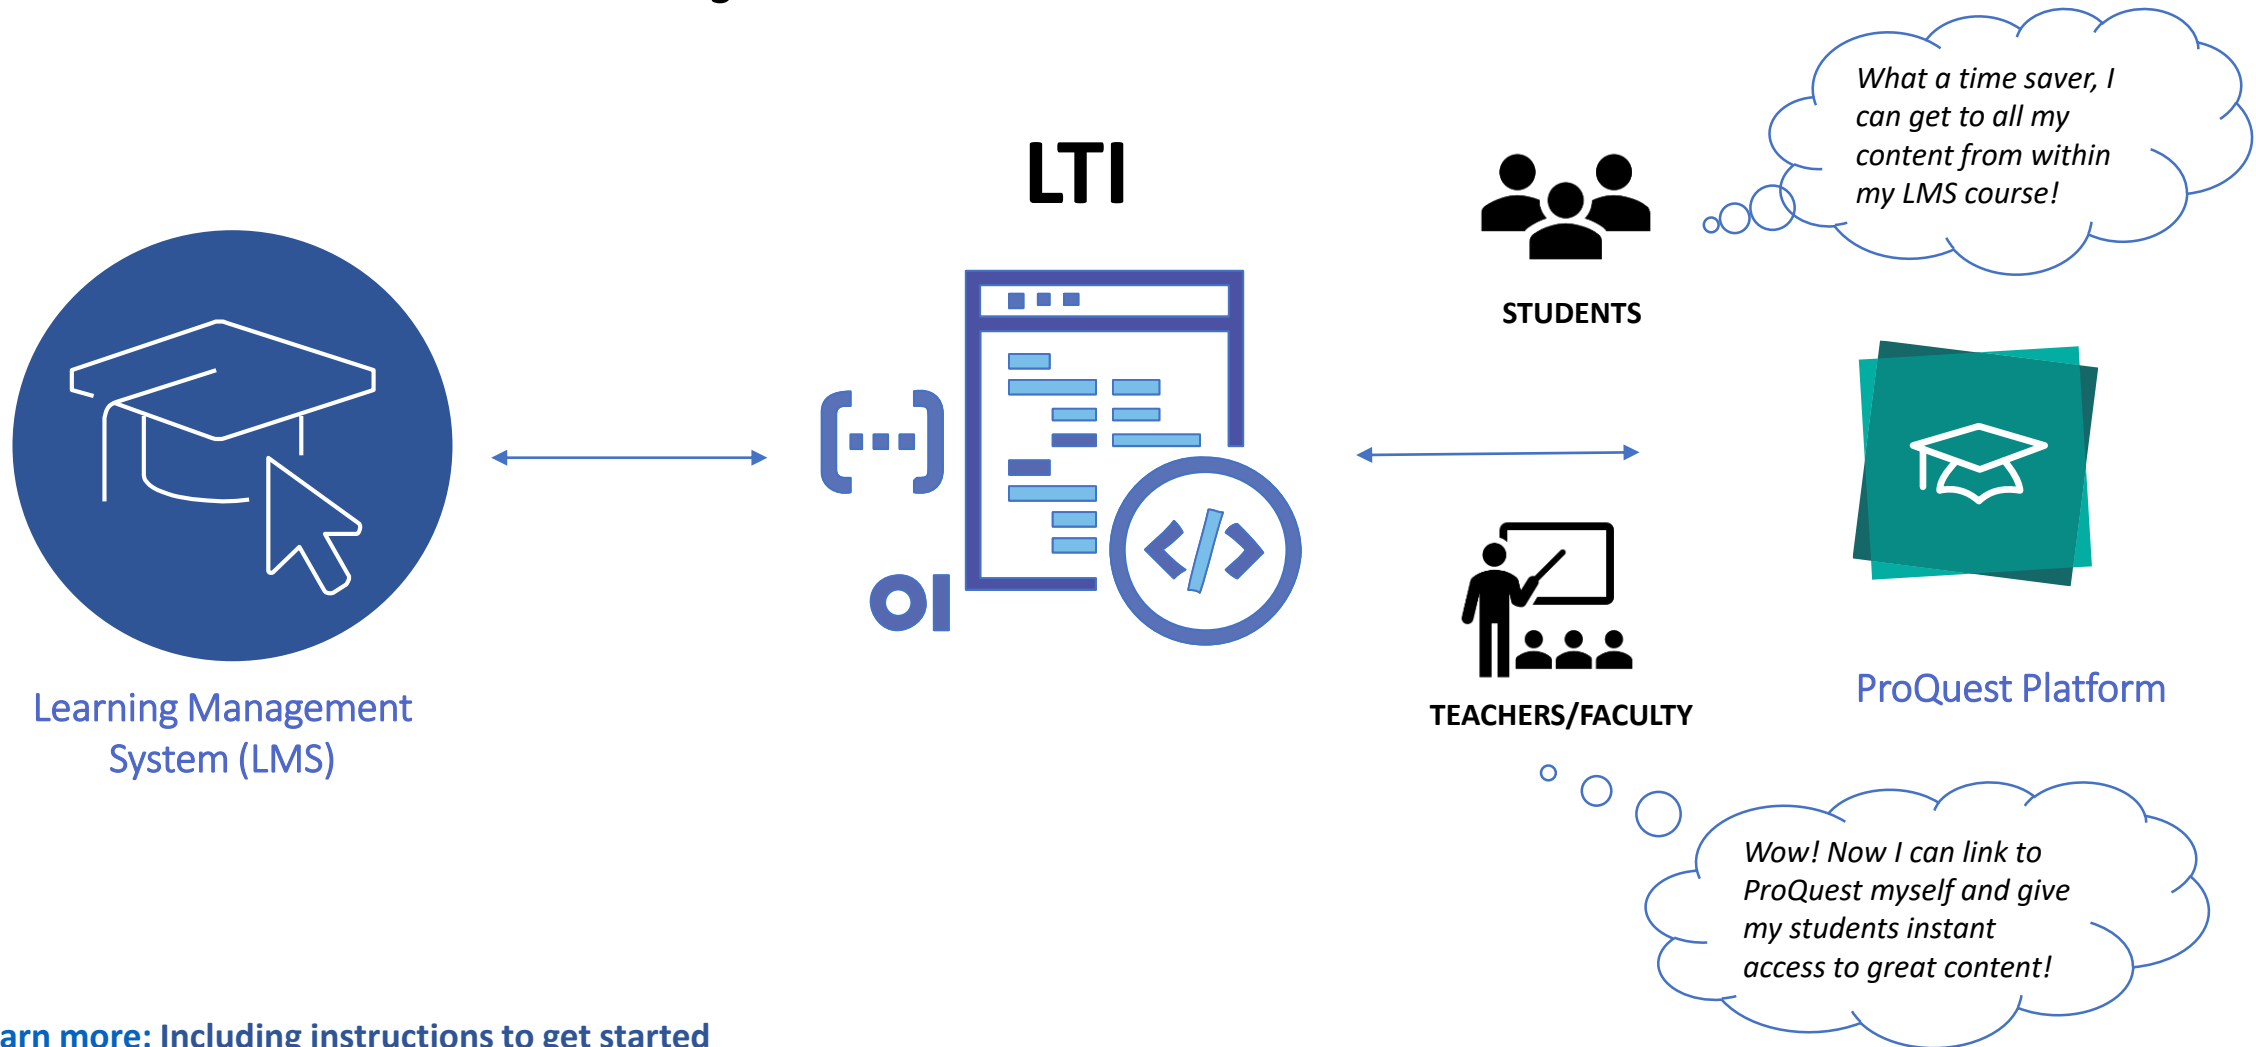 LTI
What a time saver, I
can get to all my
content from within
my LMS course!
STUDENTS
Learning Management
System (LMS)
TEACHERS/FACULTY
ProQuest Platform
Wow! Now I can link to
ProQuest myself and give
my students instant
access to great content!
arn more: Including instructions to get started